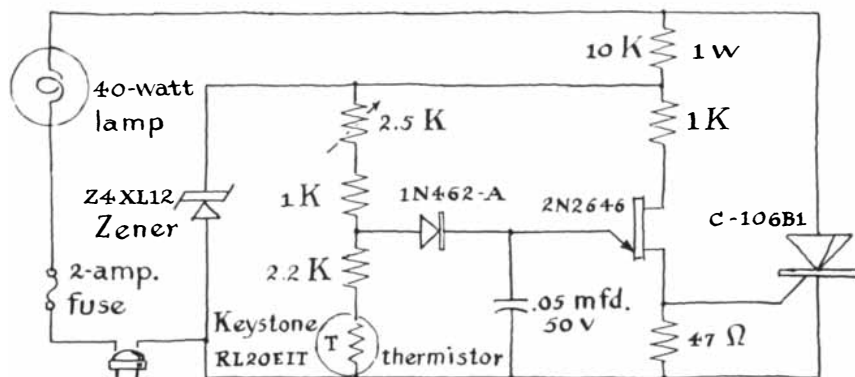 10 K
1 W
40-watt
lamp
2.5 K
1 K
Z4XL12
Zener
1 K
1N462-A
2N2646
C-106B1
2-amp.
fuse
2.2 K
.05 mfd.
50 V
Keystone
RL20EIT
T
thermistor
47 Ω